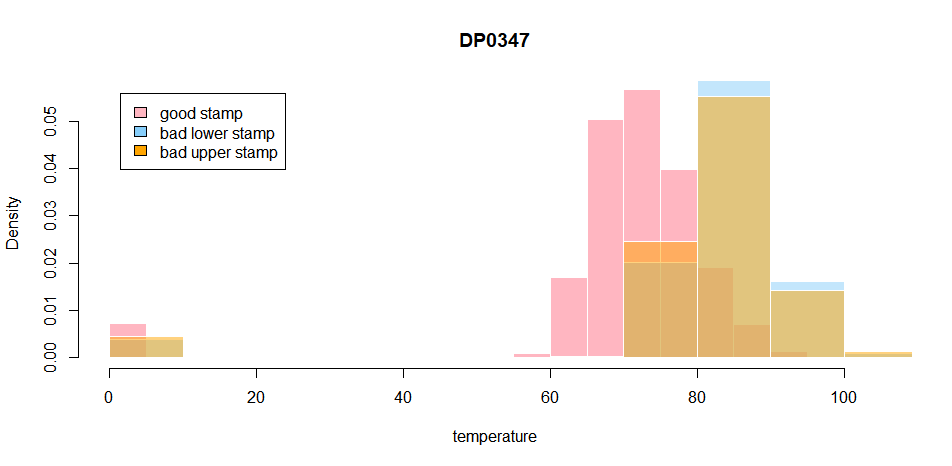 DP0347
good stamp
bad lower stamp
bad upper stamp
Density
0.05
0.04
0.03
0.02
0.01
0.00
0 20 40 60 80 100
temperature